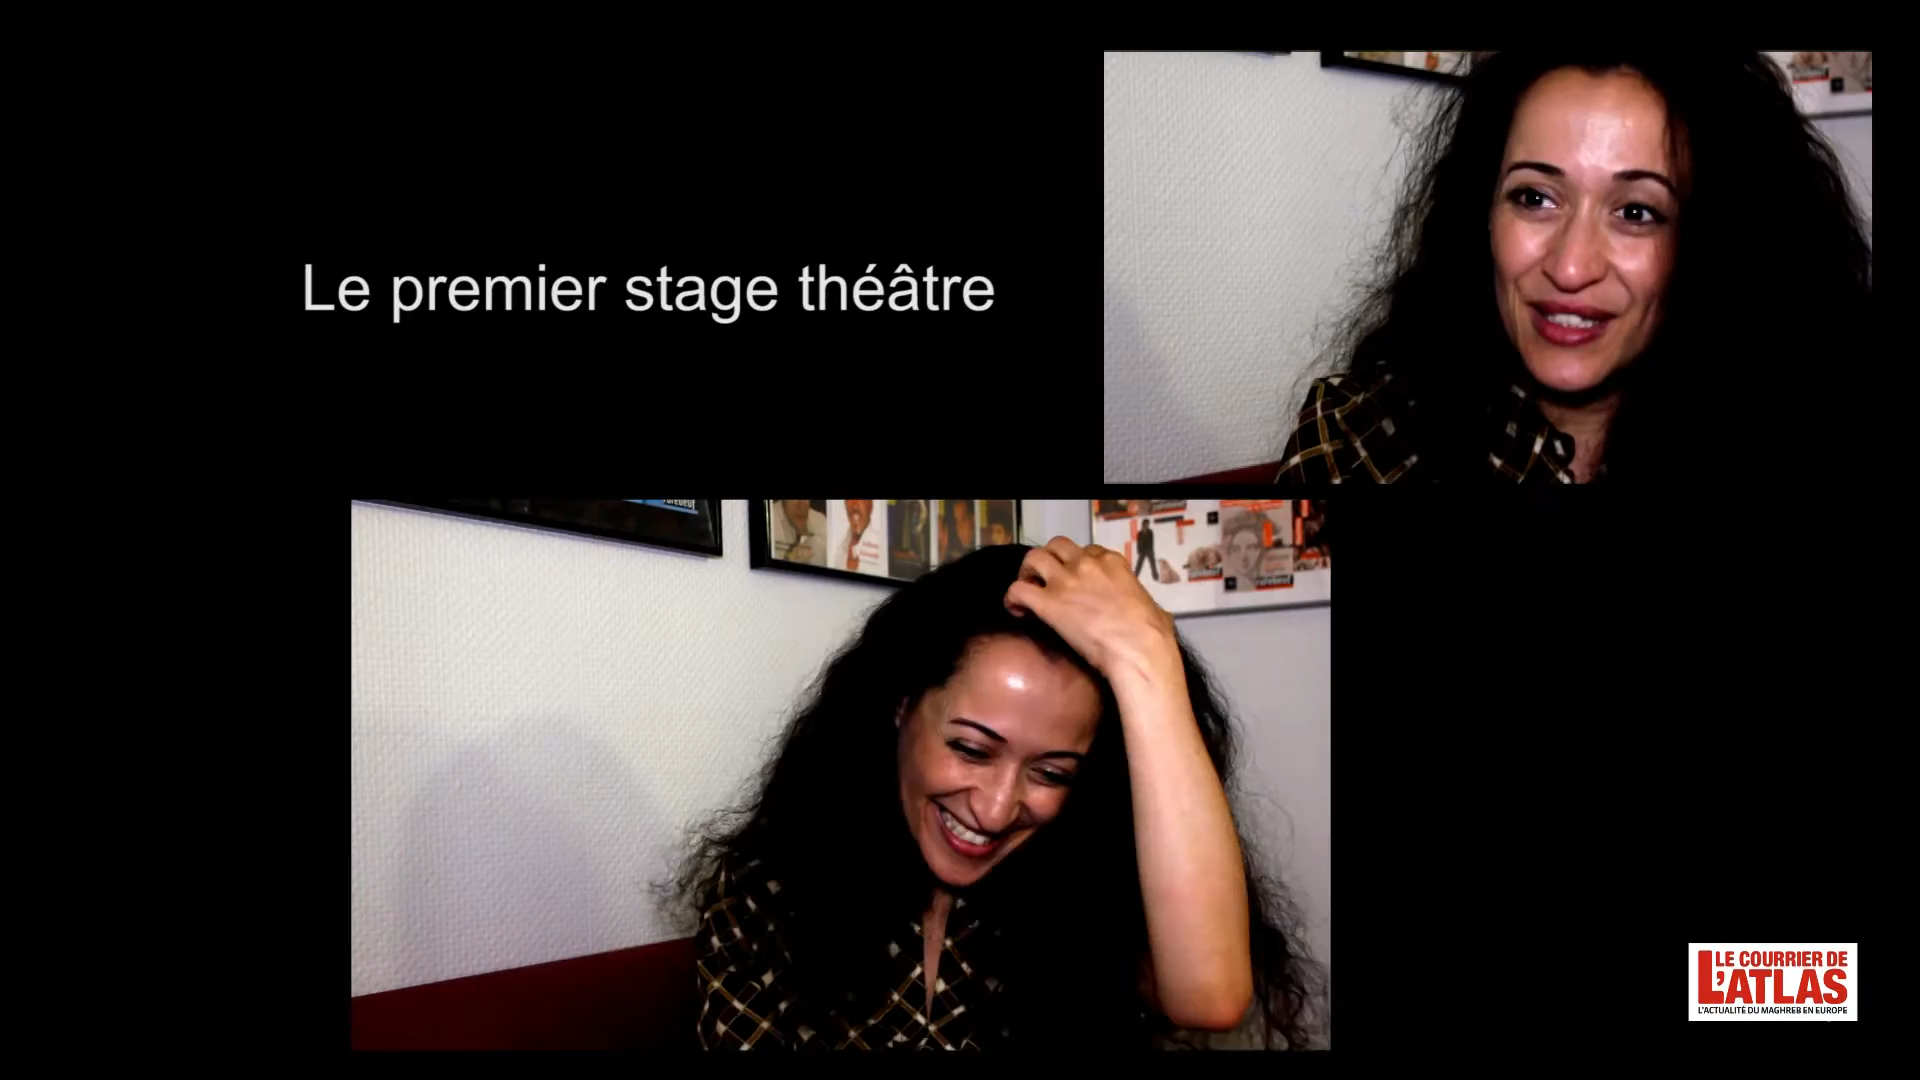 Le premier stage théâtre
LE COURRIER DE
L'ATLAS
L'ACTUALITÉ DU MAGHREB EN EUROPE